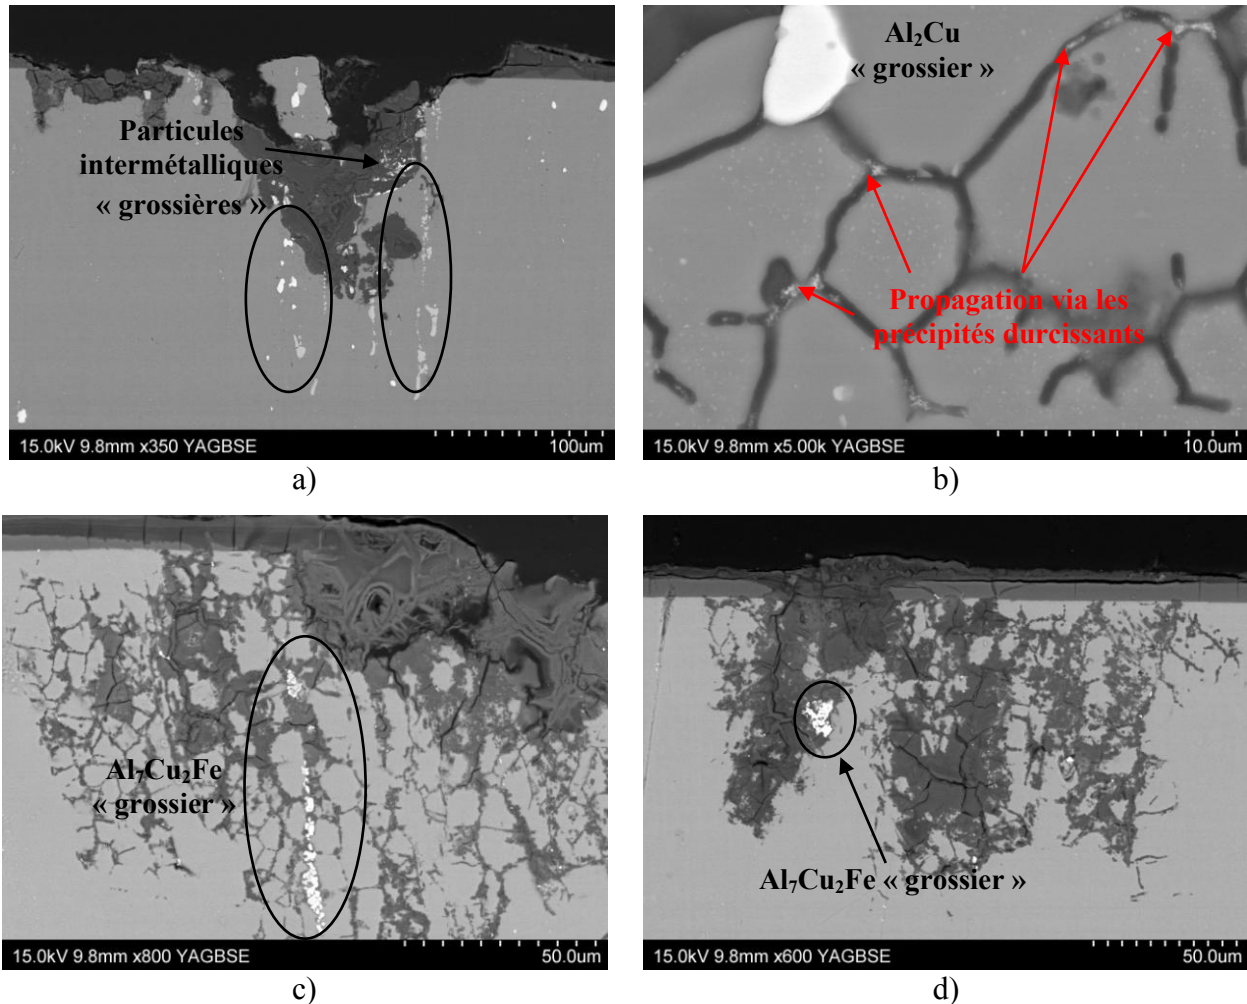 Particules
intermétalliques
« grossières »
15.0kV 9.8mm x350 YAGBSE
100um
a)
Al₂Cu
« grossier »
Propagation via les
précipités durcissants
15.0kV 9.8mm x5.00k YAGBSE
10.0um
b)
Al₇Cu₂Fe
« grossier »
15.0kV 9.8mm x800 YAGBSE
50.0um
c)
Al₇Cu₂Fe « grossier »
15.0kV 9.8mm x600 YAGBSE
50.0um
d)